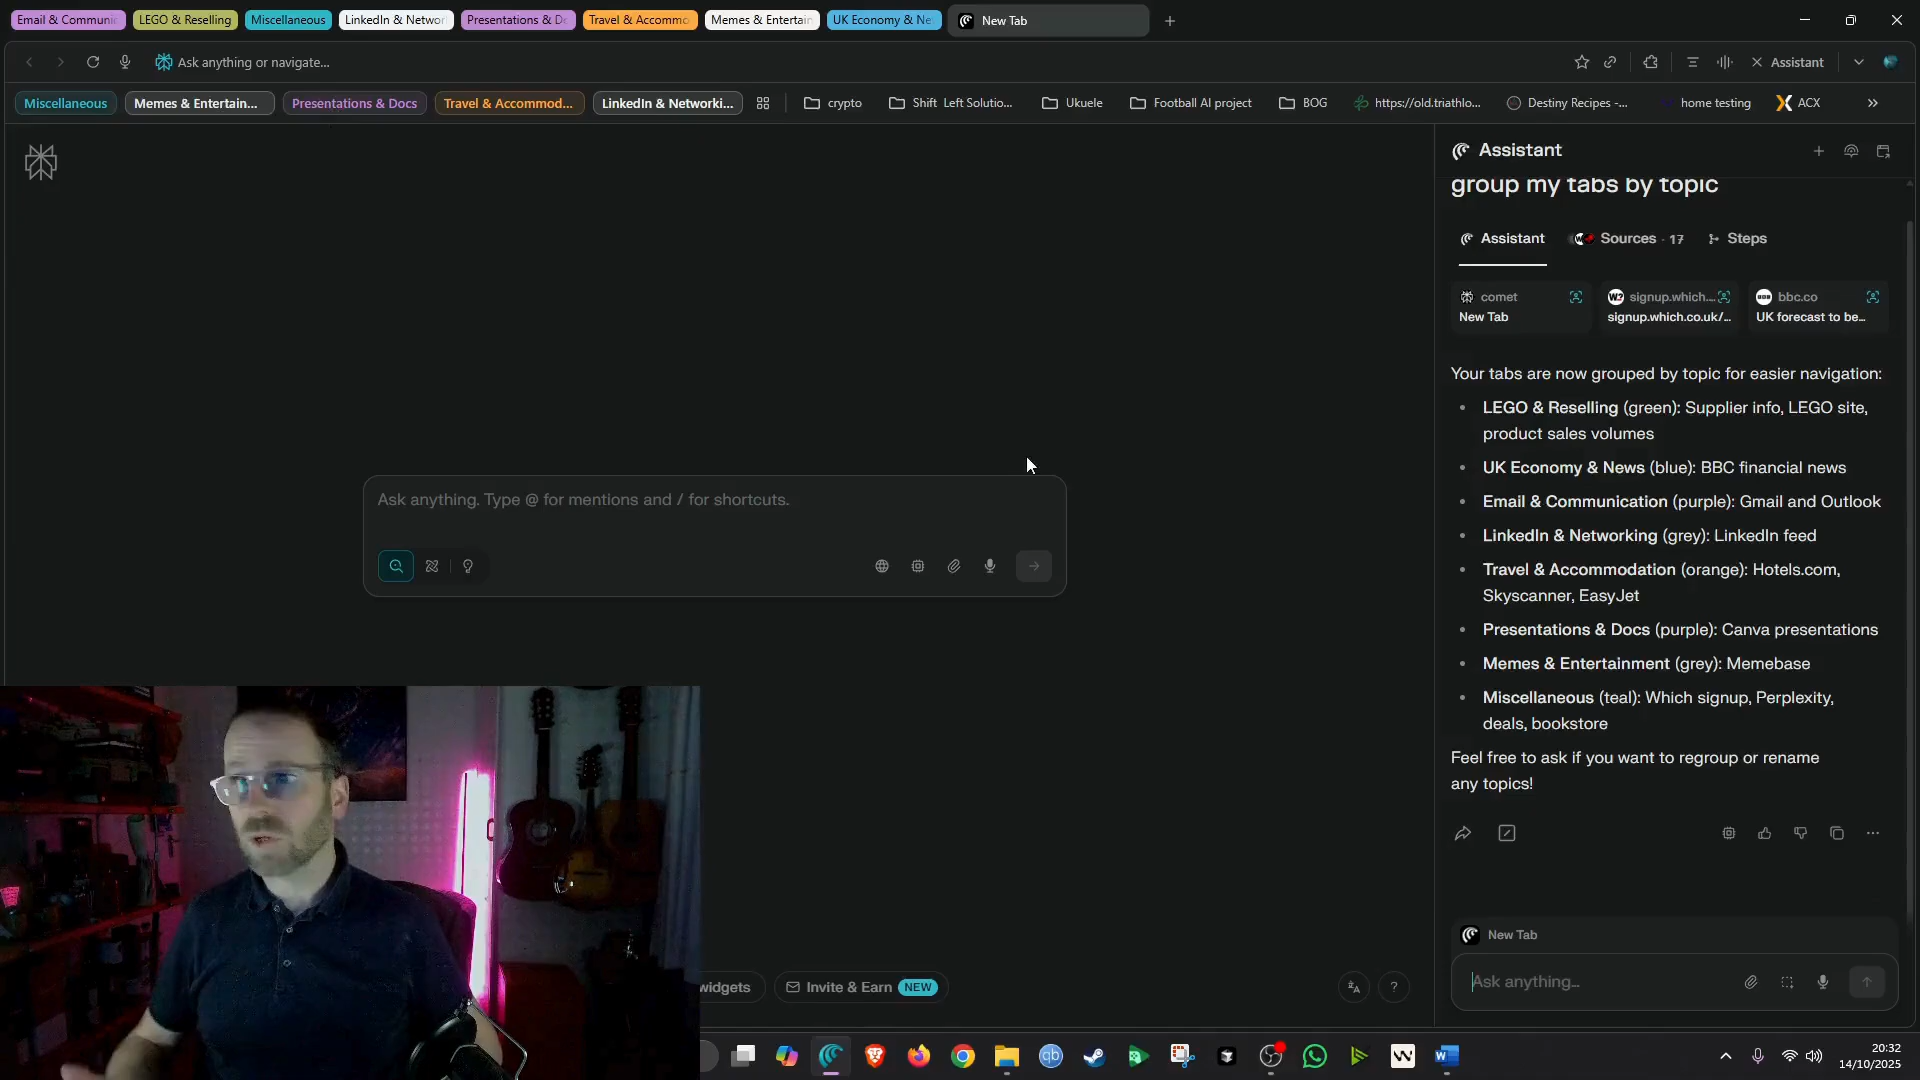 Email & Communic
LEGO & Reselling
Miscellaneous
LinkedIn & Networ
Presentations & Do
Travel & Accommo
Memes & Entertain
UK Economy & Ne
New Tab
Ask anything or navigate...
Assistant
Miscellaneous
Memes & Entertain...
Presentations & Docs
Travel & Accommod...
LinkedIn & Networki...
crypto
Shift Left Solutio...
Ukuele
Football AI project
BOG
https://old.triathlo...
Destiny Recipes -...
home testing
ACX
Assistant
group my tabs by topic
Assistant
Sources · 17
Steps
comet
New Tab
signup.which....
signup.which.co.uk/...
bbc.co
UK forecast to be...
Your tabs are now grouped by topic for easier navigation:
• LEGO & Reselling (green): Supplier info, LEGO site,
product sales volumes
• UK Economy & News (blue): BBC financial news
• Email & Communication (purple): Gmail and Outlook
• LinkedIn & Networking (grey): LinkedIn feed
• Travel & Accommodation (orange): Hotels.com,
Skyscanner, EasyJet
• Presentations & Docs (purple): Canva presentations
• Memes & Entertainment (grey): Memebase
• Miscellaneous (teal): Which signup, Perplexity,
deals, bookstore
Feel free to ask if you want to regroup or rename
any topics!
Ask anything. Type @ for mentions and / for shortcuts.
New Tab
Ask anything...
widgets
Invite & Earn NEW
?
20:32
14/10/2025